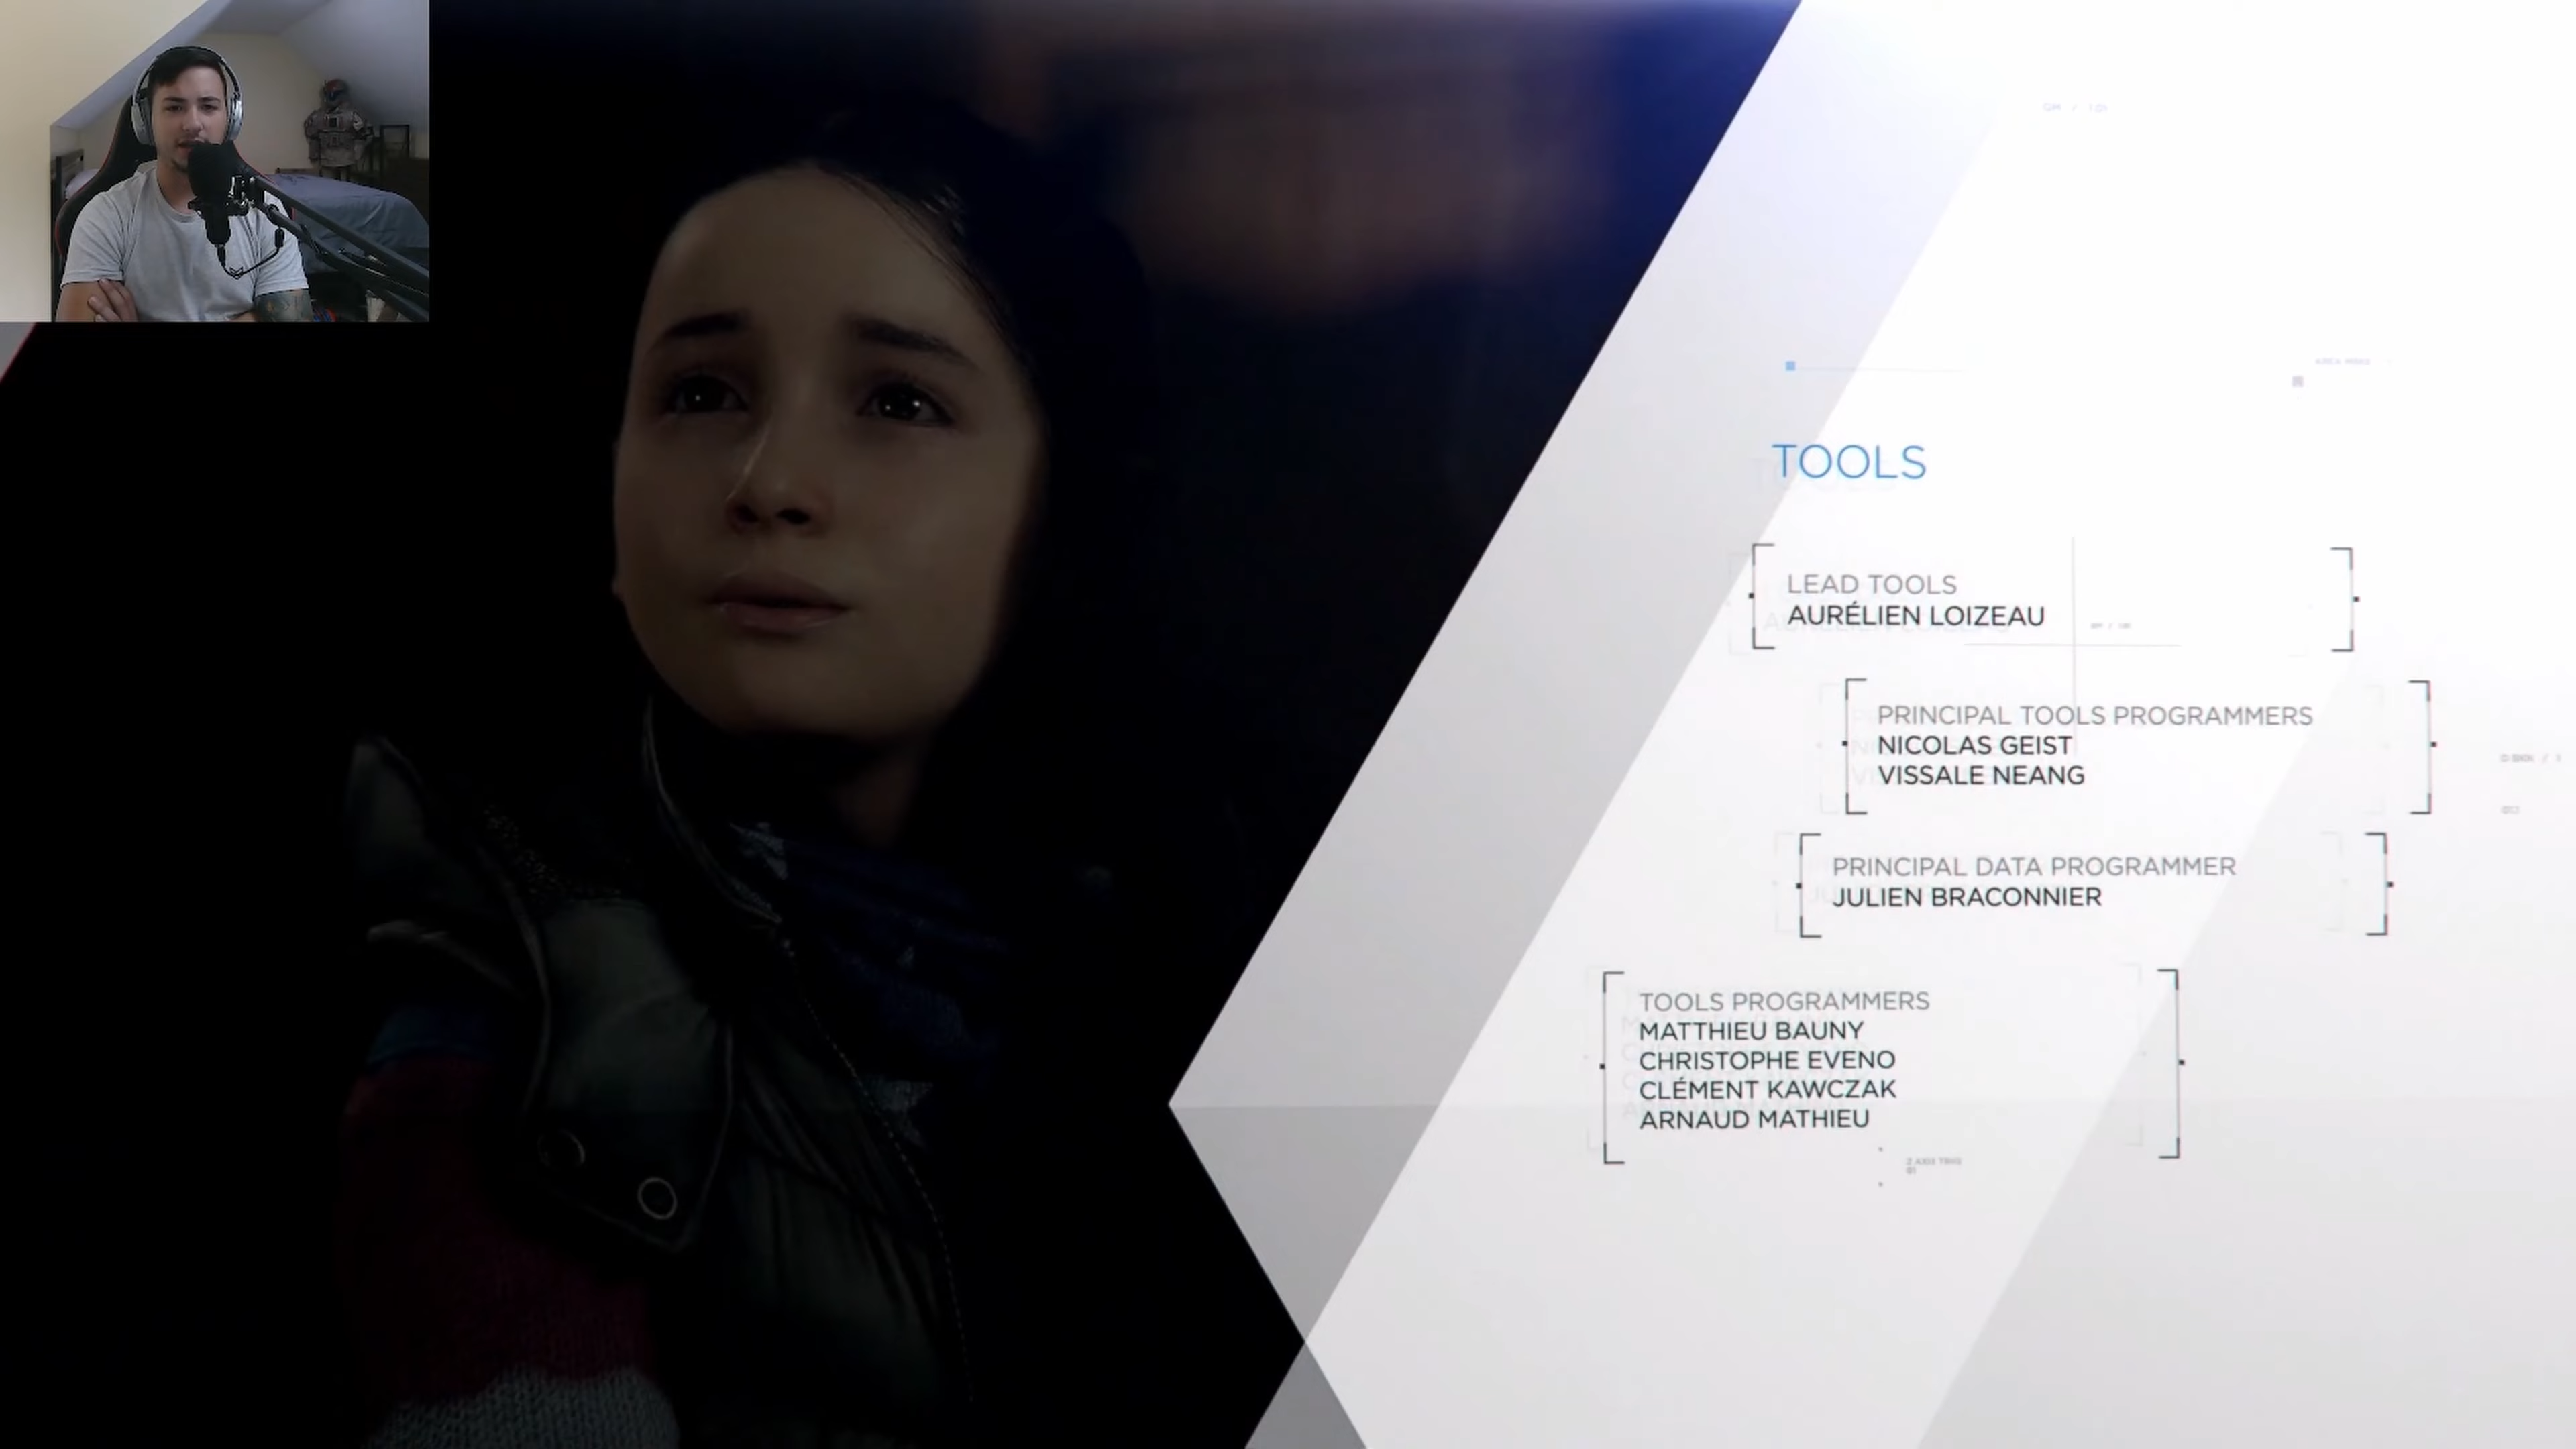 TOOLS
LEAD TOOLS
AURÉLIEN LOIZEAU
PRINCIPAL TOOLS PROGRAMMERS
NICOLAS GEIST
VISSALE NEANG
PRINCIPAL DATA PROGRAMMER
JULIEN BRACONNIER
TOOLS PROGRAMMERS
MATTHIEU BAUNY
CHRISTOPHE EVENO
CLÉMENT KAWCZAK
ARNAUD MATHIEU